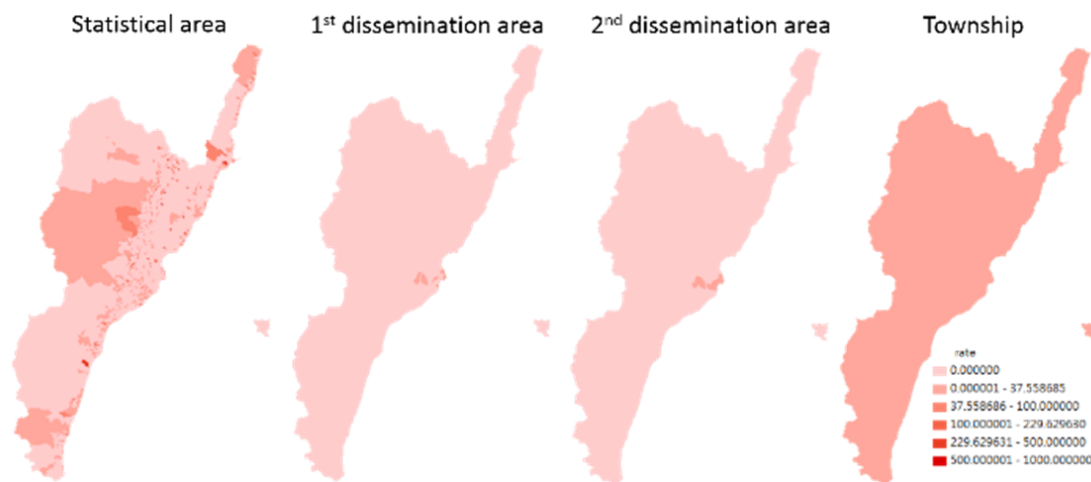 Statistical area
1st dissemination area
2nd dissemination area
Township
rate
0.000000
0.000001 - 37.558685
37.558686 - 100.000000
100.000001 - 229.629630
229.629631 - 500.000000
500.000001 - 1000.000000